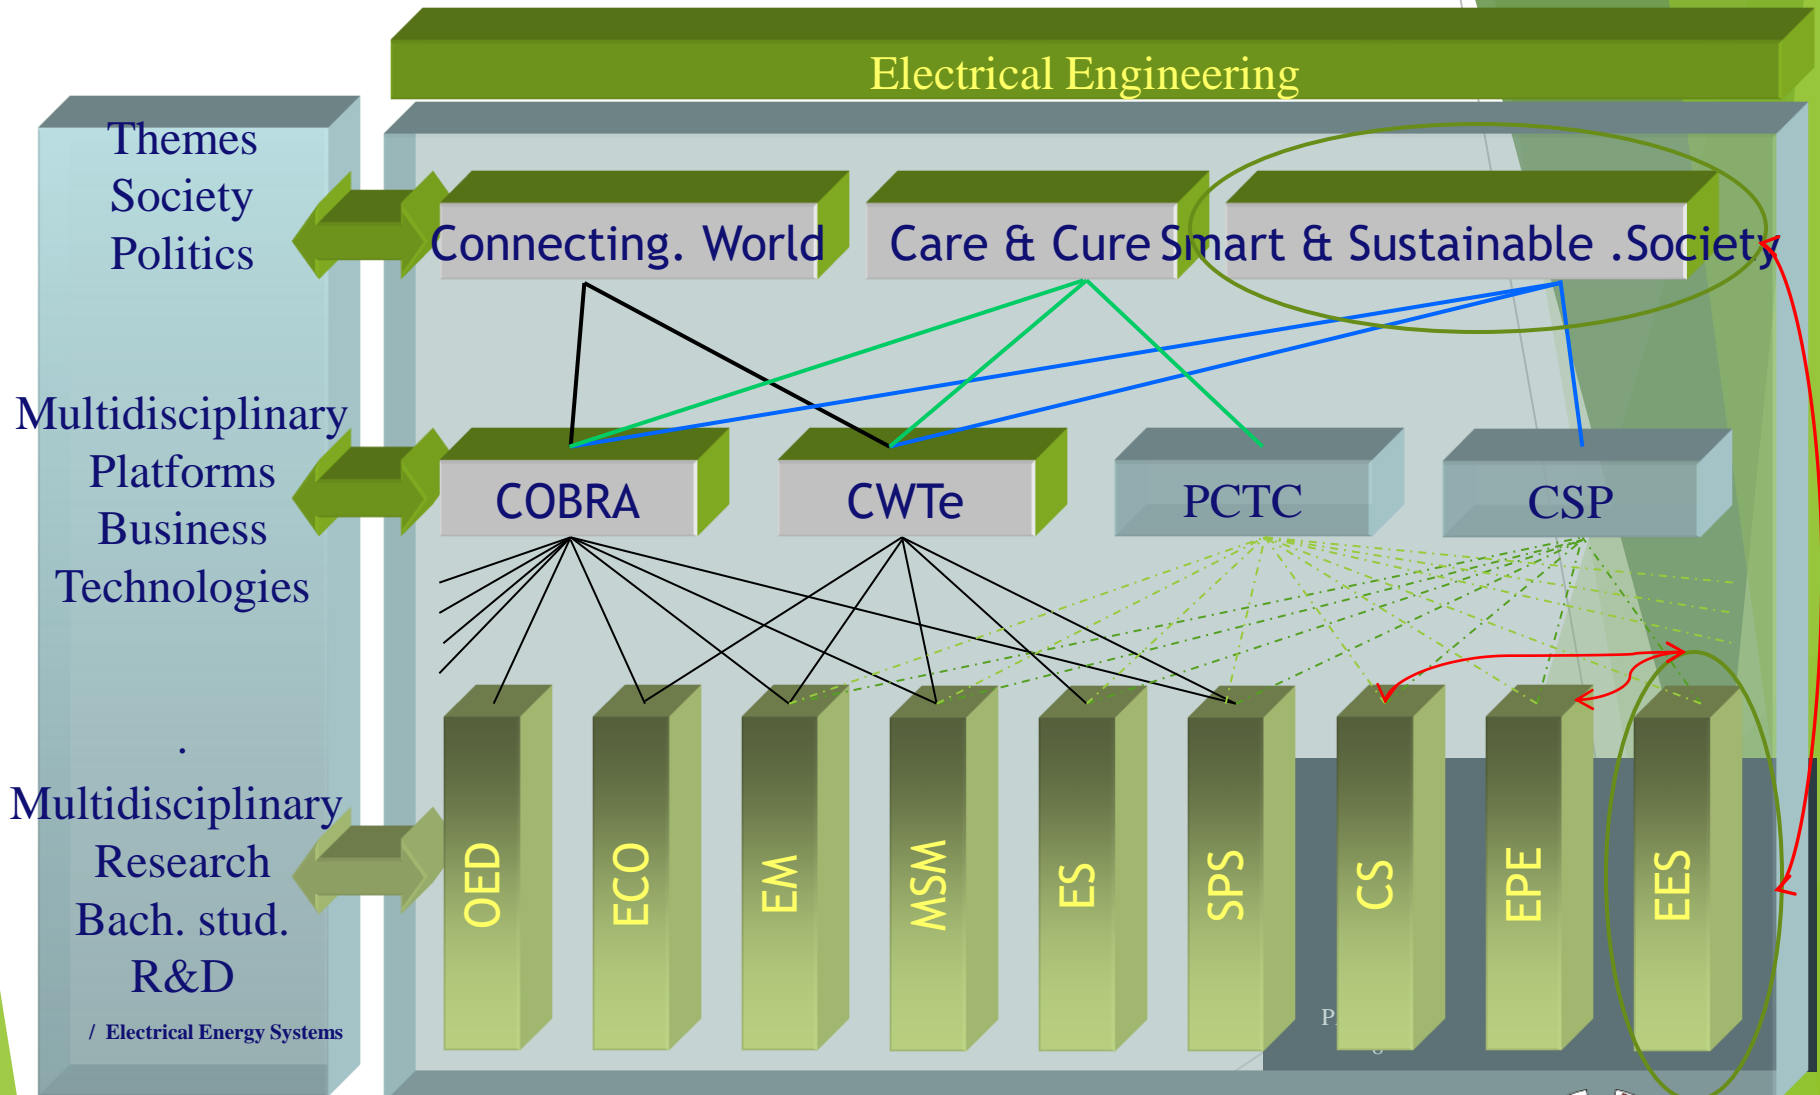 Electrical Engineering
Themes
Society
Politics
Connecting. World
Care & Cure
Smart & Sustainable .Society
Multidisciplinary
Platforms
Business
Technologies
COBRA
CWTe
PCTC
CSP
.
Multidisciplinary
Research
Bach. stud.
R&D
/ Electrical Energy Systems
OED
ECO
EM
MSM
ES
SPS
CS
EPE
EES